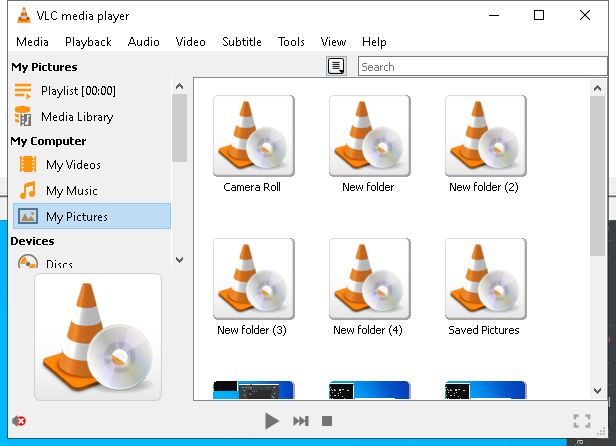 VLC media player
Media Playback Audio Video Subtitle Tools View Help
My Pictures
Search
Playlist [00:00]
Media Library
My Computer
My Videos
My Music
My Pictures
Devices
Discs
Camera Roll
New folder
New folder (2)
New folder (3)
New folder (4)
Saved Pictures